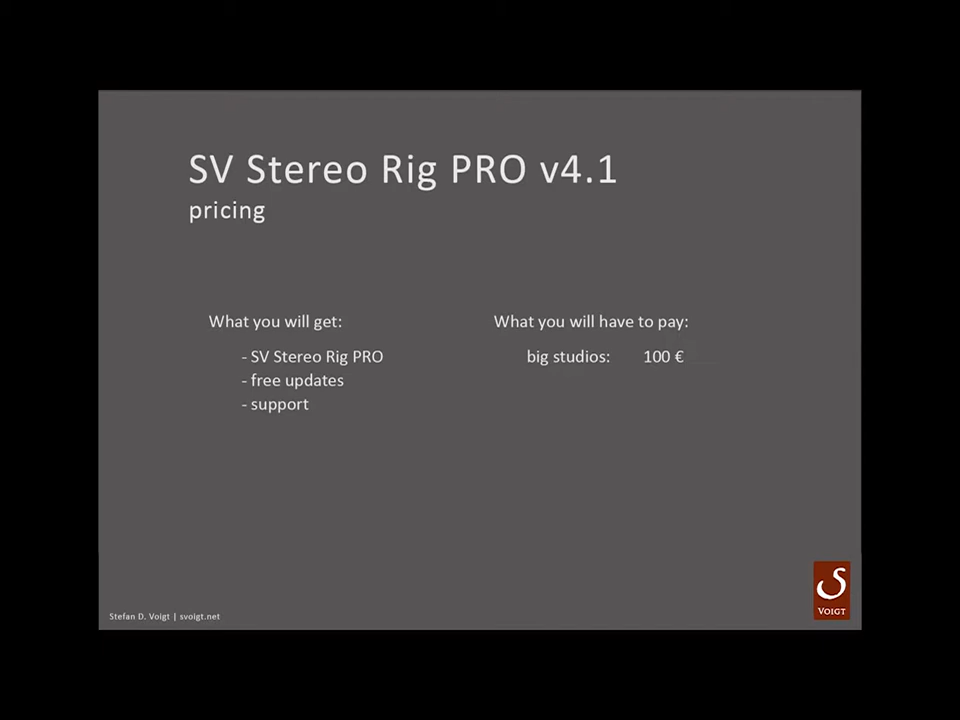 SV Stereo Rig PRO v4.1
pricing
What you will get:
- SV Stereo Rig PRO
- free updates
- support
What you will have to pay:
big studios: 100 €
Stefan D. Voigt | svoigt.net
S
VOIGT